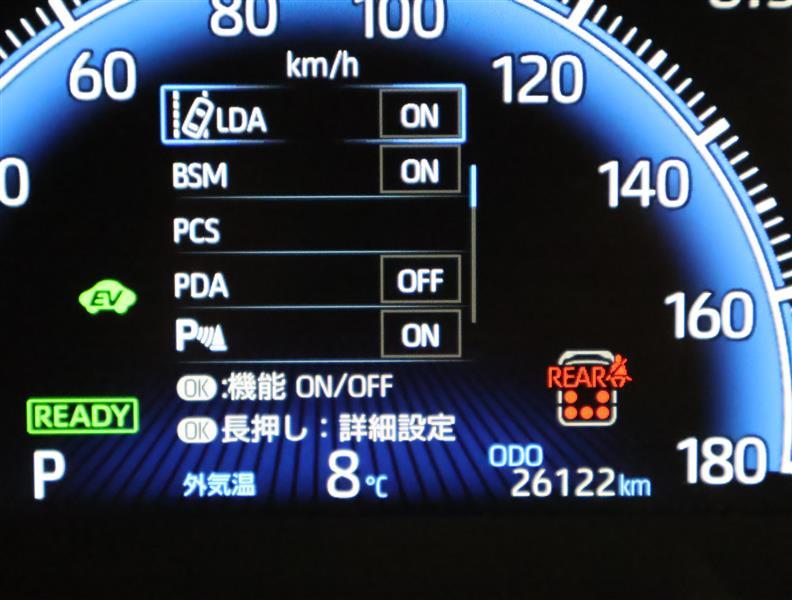 80 100
60 km/h 120
LDA ON
BSM ON
140
PCS
PDA OFF
EV
160
P ON
REAR
OK:機能 ON/OFF
READY
OK長押し:詳細設定
P 外気温 8℃ ODO 26122km 180